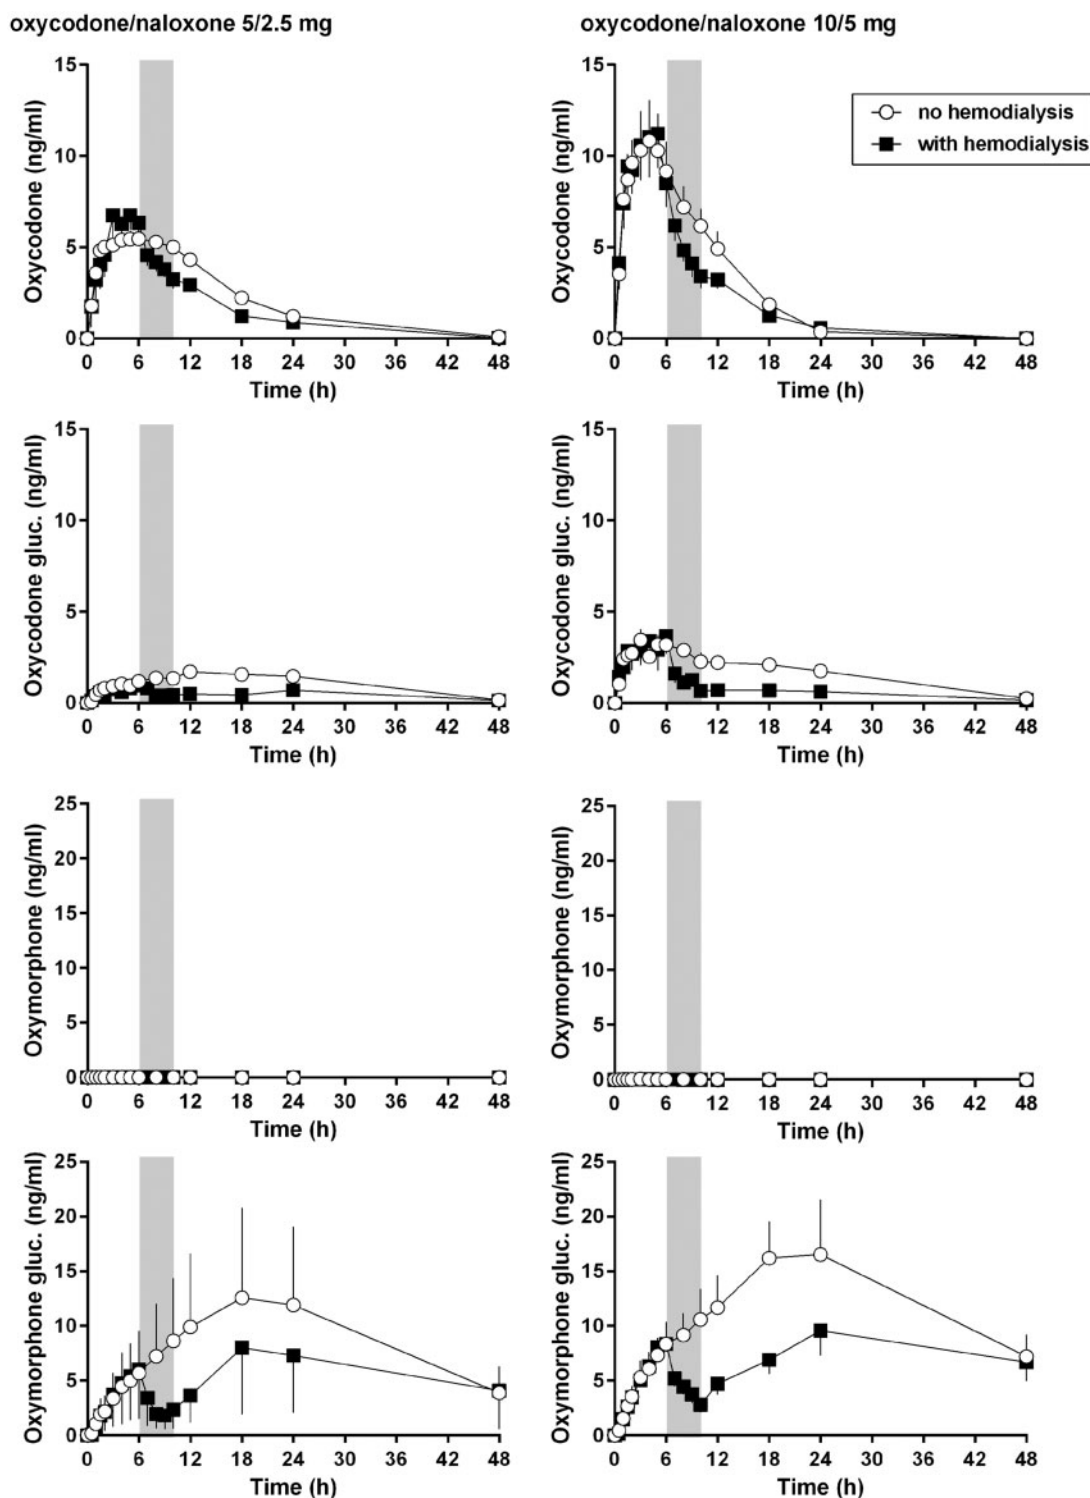 oxycodone/naloxone 5/2.5 mg
oxycodone/naloxone 10/5 mg
no hemodialysis
with hemodialysis
Oxycodone (ng/ml)
15
10
5
0
0 6 12 18 24 30 36 42 48
Time (h)
Oxycodone (ng/ml)
15
10
5
0
0 6 12 18 24 30 36 42 48
Time (h)
Oxycodone gluc. (ng/ml)
15
10
5
0
0 6 12 18 24 30 36 42 48
Time (h)
Oxycodone gluc. (ng/ml)
15
10
5
0
0 6 12 18 24 30 36 42 48
Time (h)
Oxymorphone (ng/ml)
25
20
15
10
5
0
0 6 12 18 24 30 36 42 48
Time (h)
Oxymorphone (ng/ml)
25
20
15
10
5
0
0 6 12 18 24 30 36 42 48
Time (h)
Oxymorphone gluc. (ng/ml)
25
20
15
10
5
0
0 6 12 18 24 30 36 42 48
Time (h)
Oxymorphone gluc. (ng/ml)
25
20
15
10
5
0
0 6 12 18 24 30 36 42 48
Time (h)